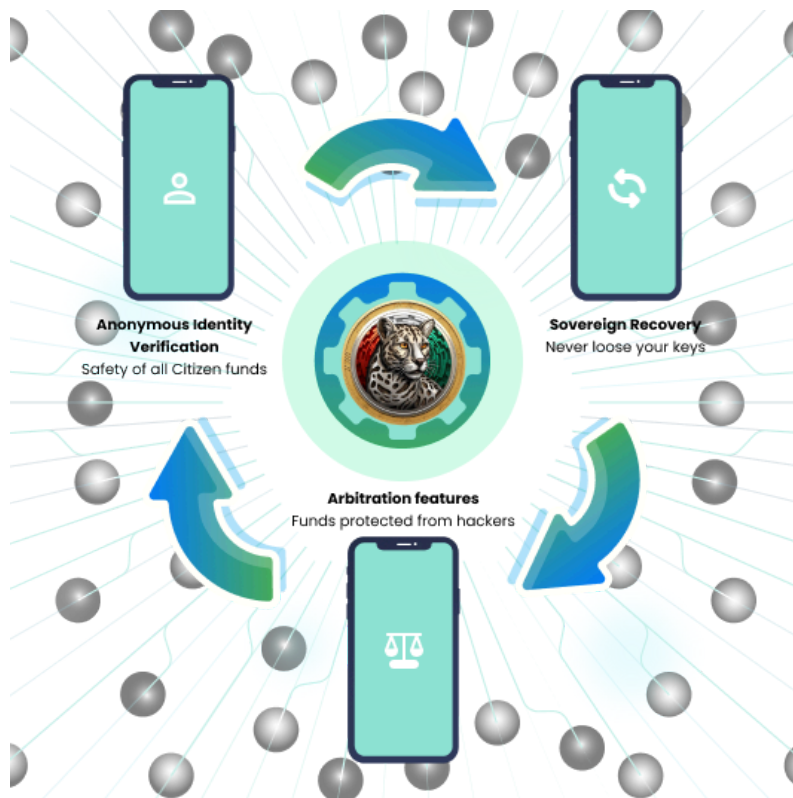 Anonymous Identity
Verification
Safety of all Citizen funds
Sovereign Recovery
Never loose your keys
Arbitration features
Funds protected from hackers